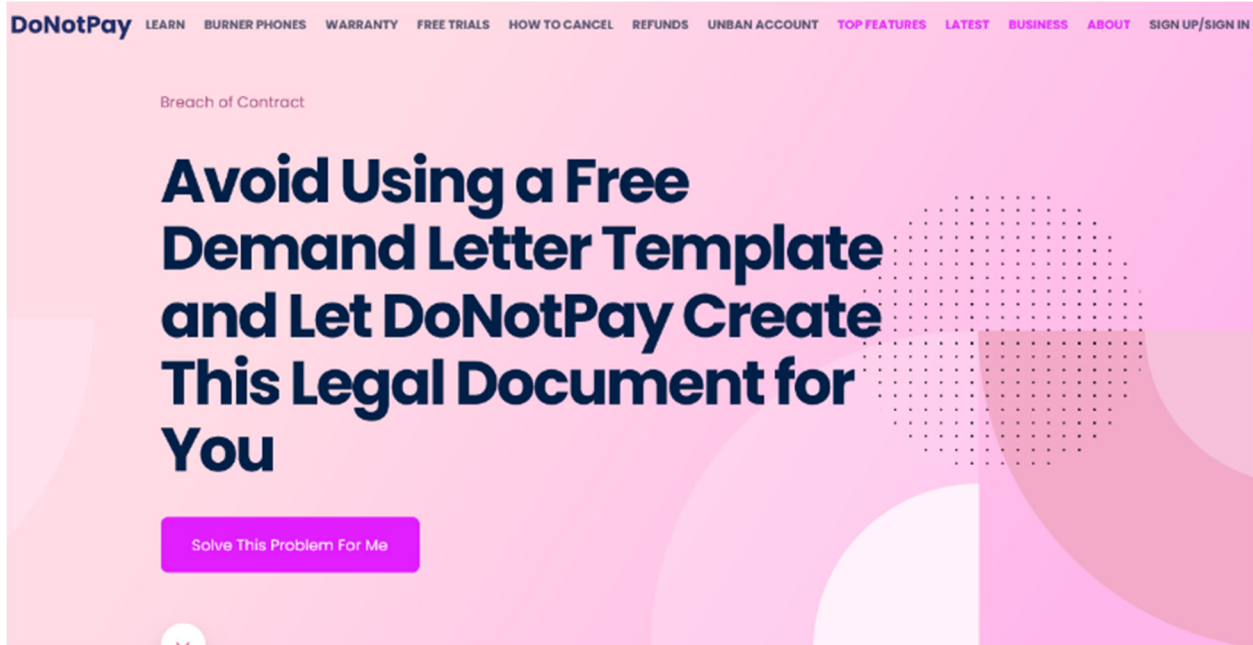 DoNotPay LEARN BURNER PHONES WARRANTY FREE TRIALS HOW TO CANCEL REFUNDS UNBAN ACCOUNT TOP FEATURES LATEST BUSINESS ABOUT SIGN UP/SIGN IN
Breach of Contract
Avoid Using a Free
Demand Letter Template
and Let DoNotPay Create
This Legal Document for
You
Solve This Problem For Me